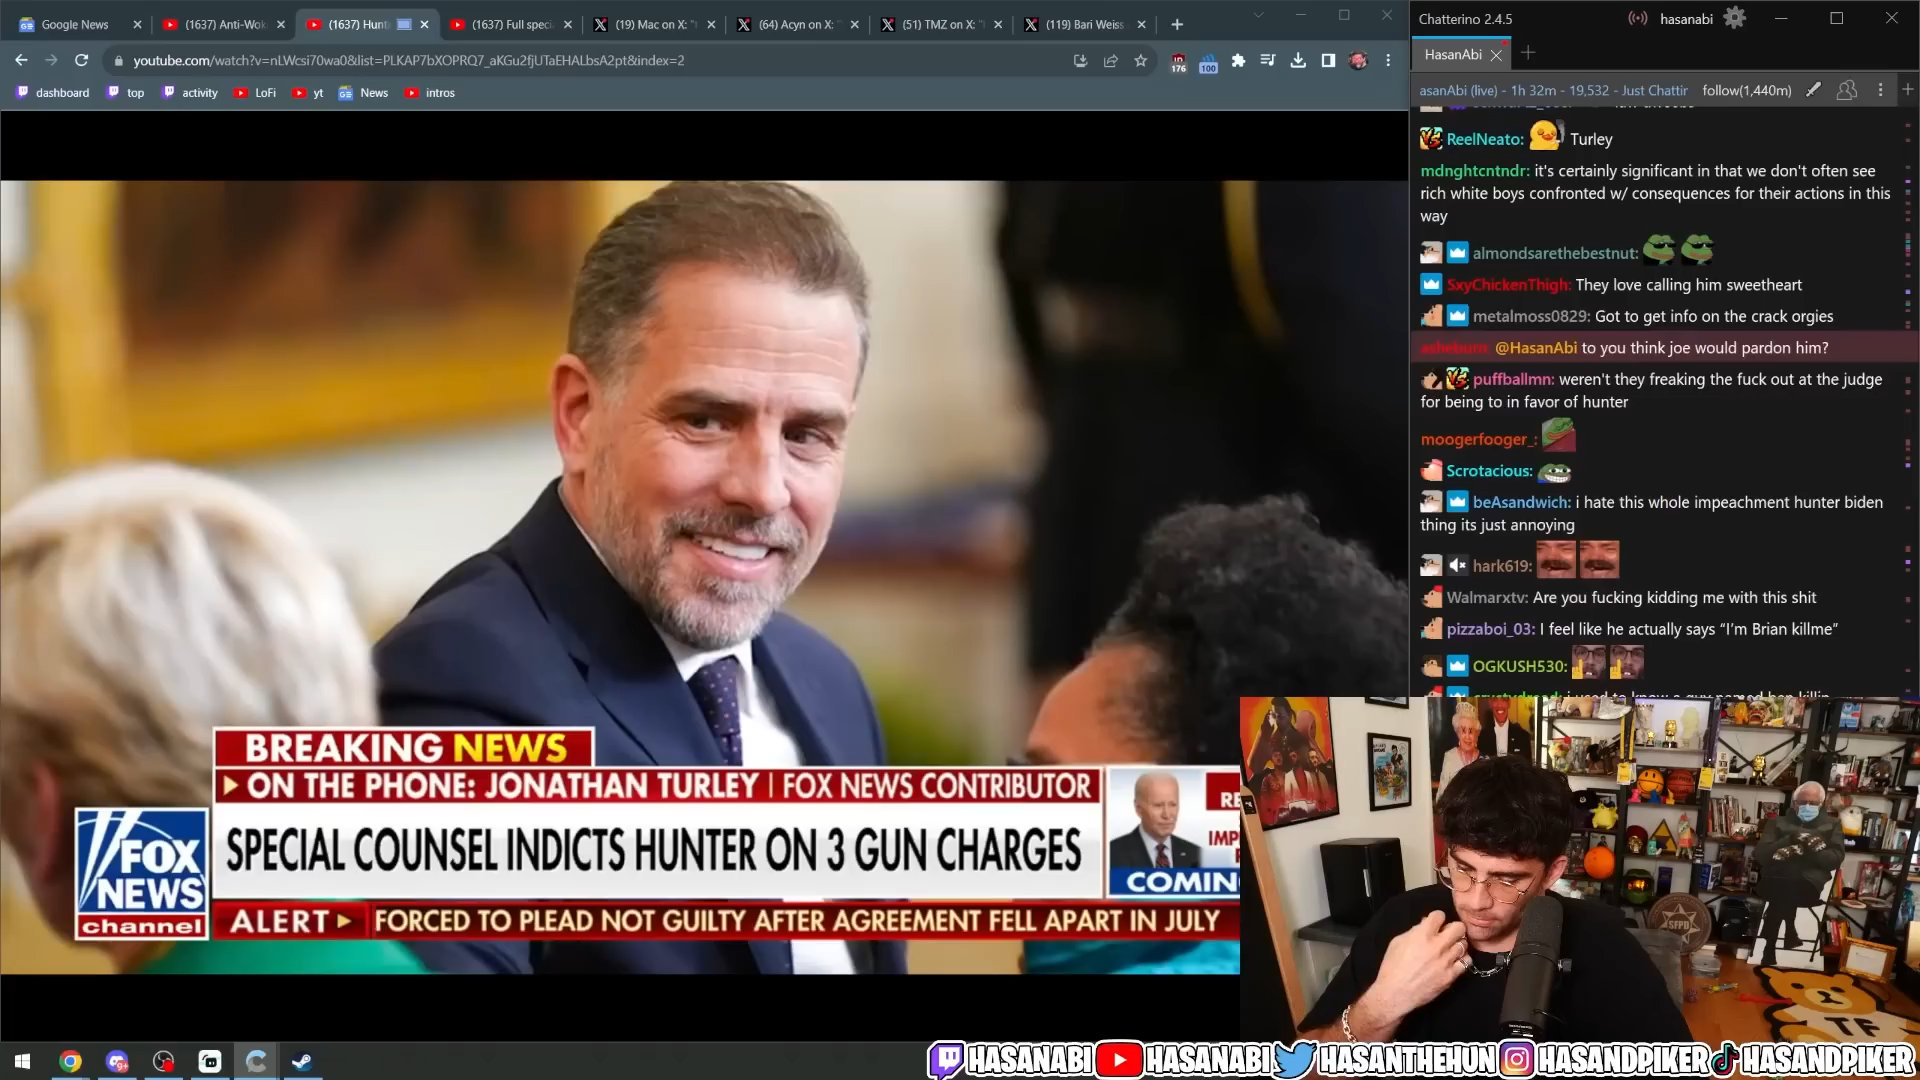 Google News
(1637) Anti-Wok
(1637) Hunt
(1637) Full speci
(19) Mac on X: "
(64) Acyn on X: "
(51) TMZ on X: "
(119) Bari Weiss
youtube.com/watch?v=nLWcsi70wa0&list=PLKAP7bXOPRQ7_aKGu2fjUTaEHALbsA2pt&index=2
176
100
dashboard
top
activity
LoFi
yt
News
intros
BREAKING NEWS
ON THE PHONE: JONATHAN TURLEY | FOX NEWS CONTRIBUTOR
SPECIAL COUNSEL INDICTS HUNTER ON 3 GUN CHARGES
FOX
NEWS
channel
ALERT
FORCED TO PLEAD NOT GUILTY AFTER AGREEMENT FELL APART IN JULY
RE
IMP
COMIN
Chatterino 2.4.5
hasanabi
HasanAbi
asanAbi (live) - 1h 32m - 19,532 - Just Chattir
follow(1,440m)
ReelNeato: Turley
mdnghtcntndr: it's certainly significant in that we don't often see
rich white boys confronted w/ consequences for their actions in this
way
almondsarethebestnut:
SxyChickenThigh: They love calling him sweetheart
metalmoss0829: Got to get info on the crack orgies
asheburn: @HasanAbi to you think joe would pardon him?
puffballmn: weren't they freaking the fuck out at the judge
for being to in favor of hunter
moogerfooger_:
Scrotacious:
beAsandwich: i hate this whole impeachment hunter biden
thing its just annoying
hark619:
Walmarxtv: Are you fucking kidding me with this shit
pizzaboi_03: I feel like he actually says “I’m Brian killme”
OGKUSH530:
SFPD
TF
HASANABI
HASANABI
HASANTHEHUN
HASANDPIKER
HASANDPIKER